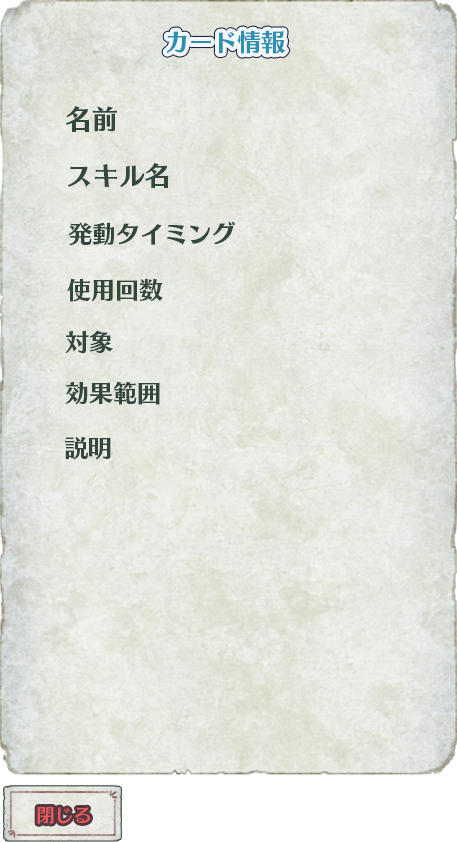 カード情報
名前
スキル名
発動タイミング
使用回数
対象
効果範囲
説明
閉じる